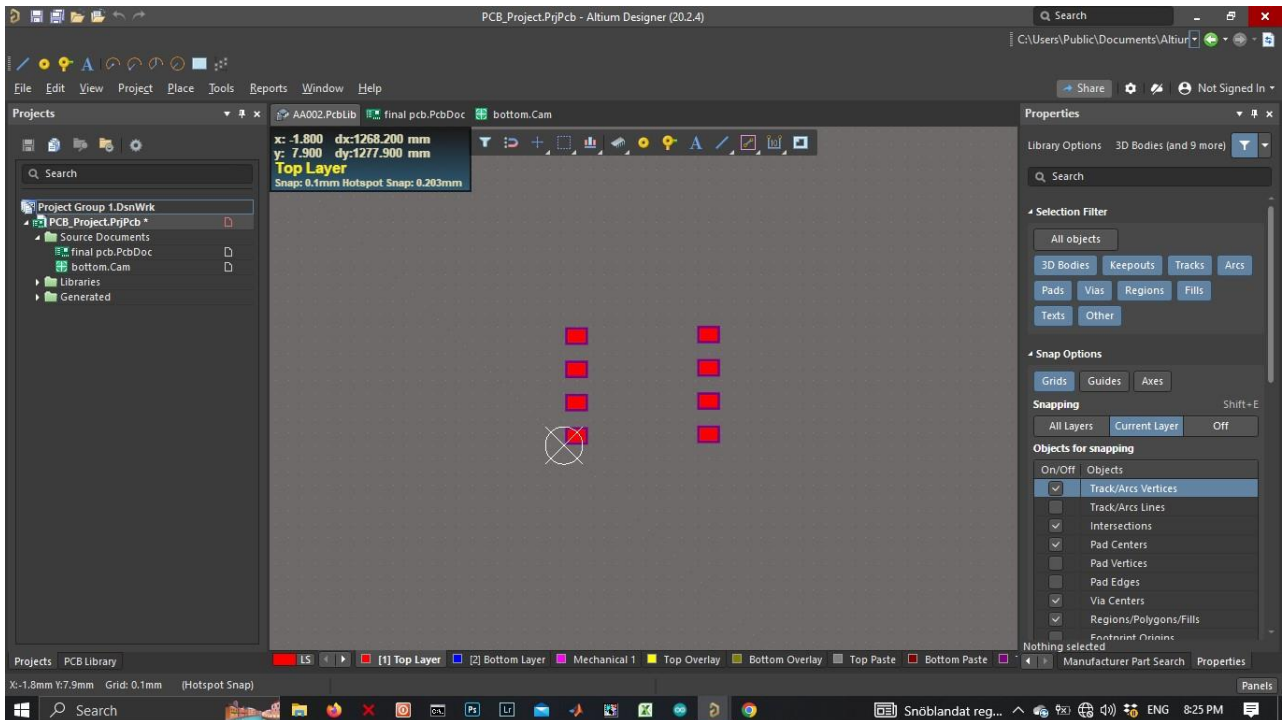 PCB_Project.PrjPcb - Altium Designer (20.2.4)
Search
C:\Users\Public\Documents\Altiur
A
File Edit View Project Place Tools Reports Window Help
Share
Not Signed In
Projects
AA002.PcbLib
final pcb.PcbDoc
bottom.Cam
Properties
x: -1.800 dx:1268.200 mm
y: 7.900 dy:1277.900 mm
Top Layer
Snap: 0.1mm Hotspot Snap: 0.203mm
A
Library Options 3D Bodies (and 9 more)
Search
Search
Project Group 1.DsnWrk
PCB_Project.PrjPcb *
Source Documents
final pcb.PcbDoc
bottom.Cam
Libraries
Generated
Selection Filter
All objects
3D Bodies Keepouts Tracks Arcs
Pads Vias Regions Fills
Texts Other
Snap Options
Grids Guides Axes
Snapping Shift+E
All Layers Current Layer Off
Objects for snapping
On/Off Objects
Track/Arcs Vertices
Track/Arcs Lines
Intersections
Pad Centers
Pad Vertices
Pad Edges
Via Centers
Regions/Polygons/Fills
Footprint Origins
Nothing selected
Projects PCB Library
LS [1] Top Layer [2] Bottom Layer Mechanical 1 Top Overlay Bottom Overlay Top Paste Bottom Paste
Manufacturer Part Search Properties
X:-1.8mm Y:7.9mm Grid: 0.1mm (Hotspot Snap)
Panels
Search
Ps
Lr
Snöblandat reg...
ENG
8:25 PM